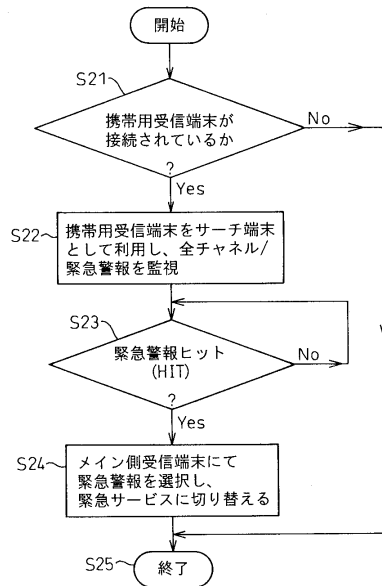 開始
S21
携帯用受信端末が
接続されているか
?
No
Yes
S22
携帯用受信端末をサーチ端末
として利用し、全チャネル/
緊急警報を監視
S23
緊急警報ヒット
(HIT)
?
No
Yes
S24
メイン側受信端末にて
緊急警報を選択し、
緊急サービスに切り替える
S25
終了